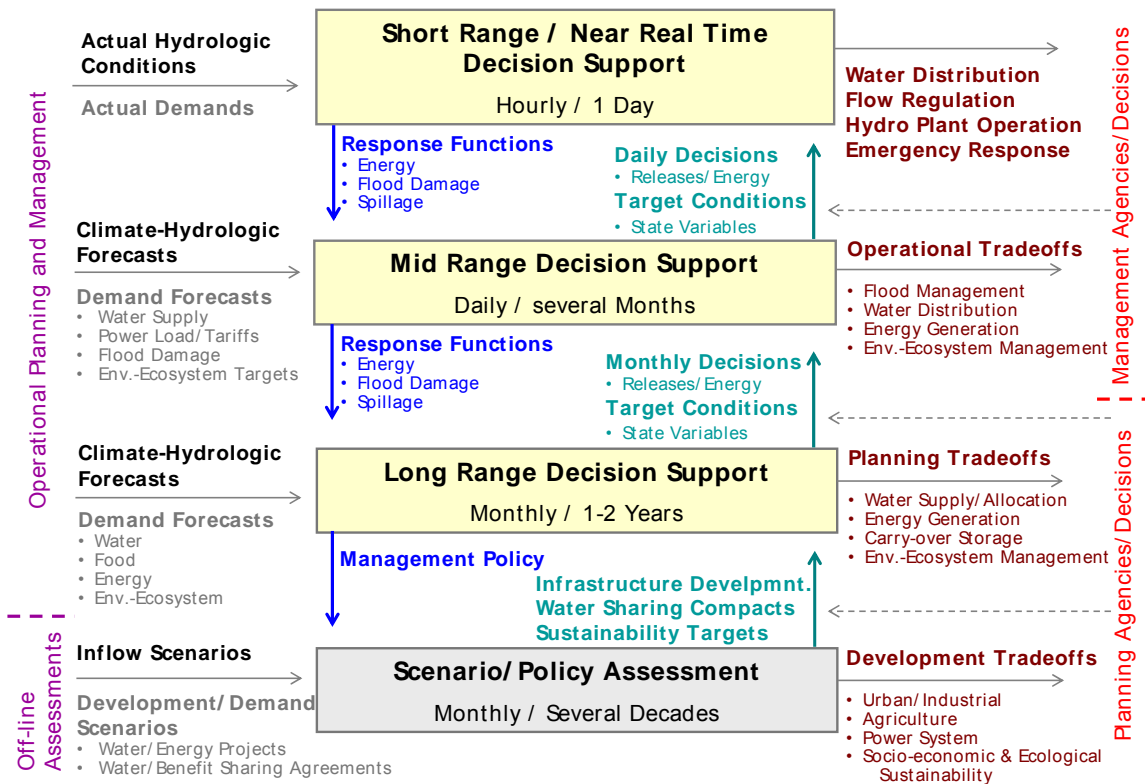 Short Range / Near Real Time
Decision Support
Hourly / 1 Day
Actual Hydrologic
Conditions
Actual Demands
Water Distribution
Flow Regulation
Hydro Plant Operation
Emergency Response
Response Functions
• Energy
• Flood Damage
• Spillage
Daily Decisions
• Releases/ Energy
Target Conditions
• State Variables
Climate-Hydrologic
Forecasts
Demand Forecasts
• Water Supply
• Power Load/ Tariffs
• Flood Damage
• Env.-Ecosystem Targets
Mid Range Decision Support
Daily / several Months
Operational Tradeoffs
• Flood Management
• Water Distribution
• Energy Generation
• Env.-Ecosystem Management
Response Functions
• Energy
• Flood Damage
• Spillage
Monthly Decisions
• Releases/ Energy
Target Conditions
• State Variables
Climate-Hydrologic
Forecasts
Demand Forecasts
• Water
• Food
• Energy
• Env.-Ecosystem
Long Range Decision Support
Monthly / 1-2 Years
Planning Tradeoffs
• Water Supply/ Allocation
• Energy Generation
• Carry-over Storage
• Env.-Ecosystem Management
Management Policy
Infrastructure Develpmnt.
Water Sharing Compacts
Sustainability Targets
Inflow Scenarios
Development/ Demand
Scenarios
• Water/ Energy Projects
• Water/ Benefit Sharing Agreements
Scenario/ Policy Assessment
Monthly / Several Decades
Development Tradeoffs
• Urban/ Industrial
• Agriculture
• Power System
• Socio-economic & Ecological
Sustainability
Operational Planning and Management
Off-line
Assessments
Management Agencies/ Decisions
Planning Agencies/ Decisions